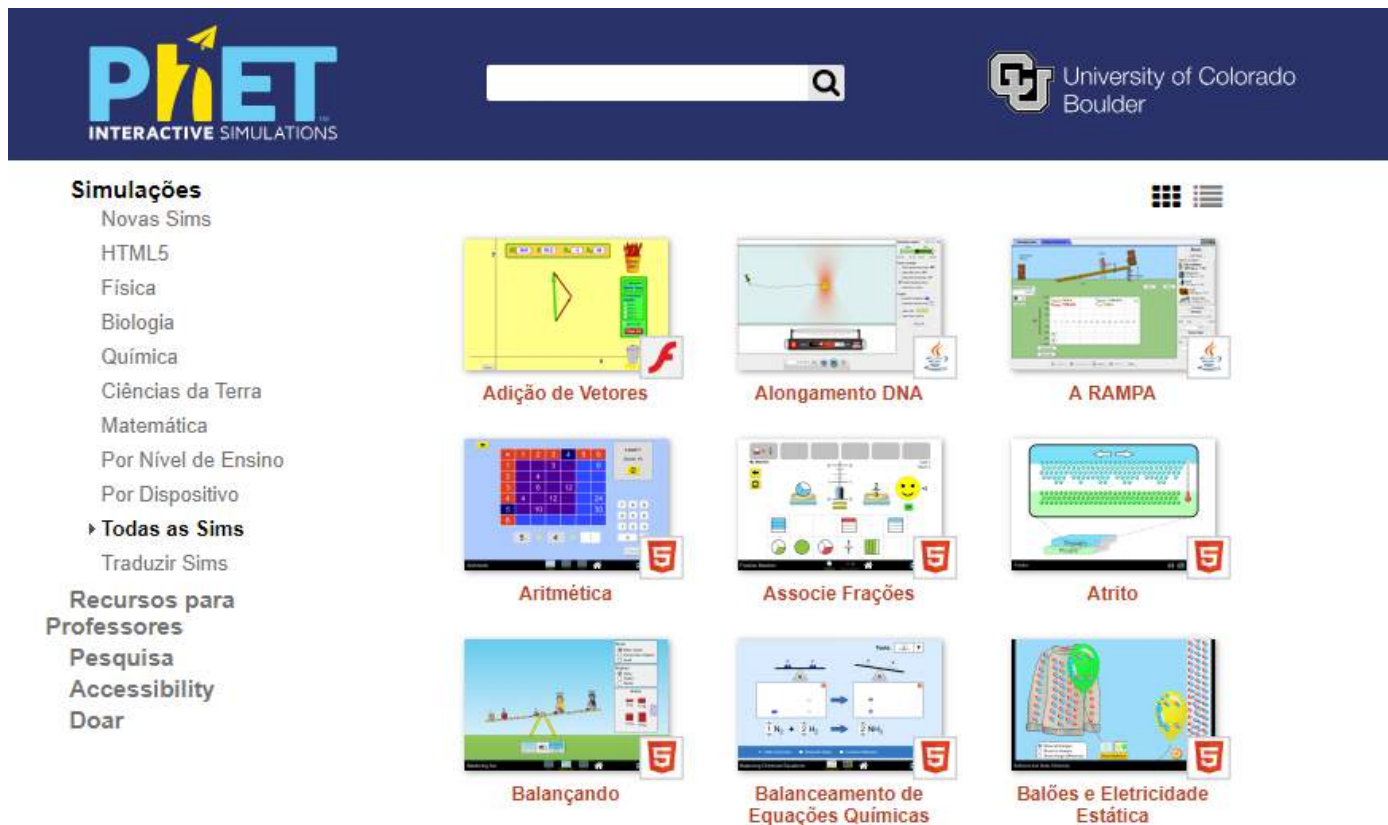 PhET
INTERACTIVE SIMULATIONS
University of Colorado
Boulder
Simulações
Novas Sims
HTML5
Física
Biologia
Química
Ciências da Terra
Matemática
Por Nível de Ensino
Por Dispositivo
Todas as Sims
Traduzir Sims
Recursos para
Professores
Pesquisa
Accessibility
Doar
Adição de Vetores
Alongamento DNA
A RAMPA
Aritmética
Associe Frações
Atrito
Balançando
Balanceamento de
Equações Químicas
Balões e Eletricidade
Estática